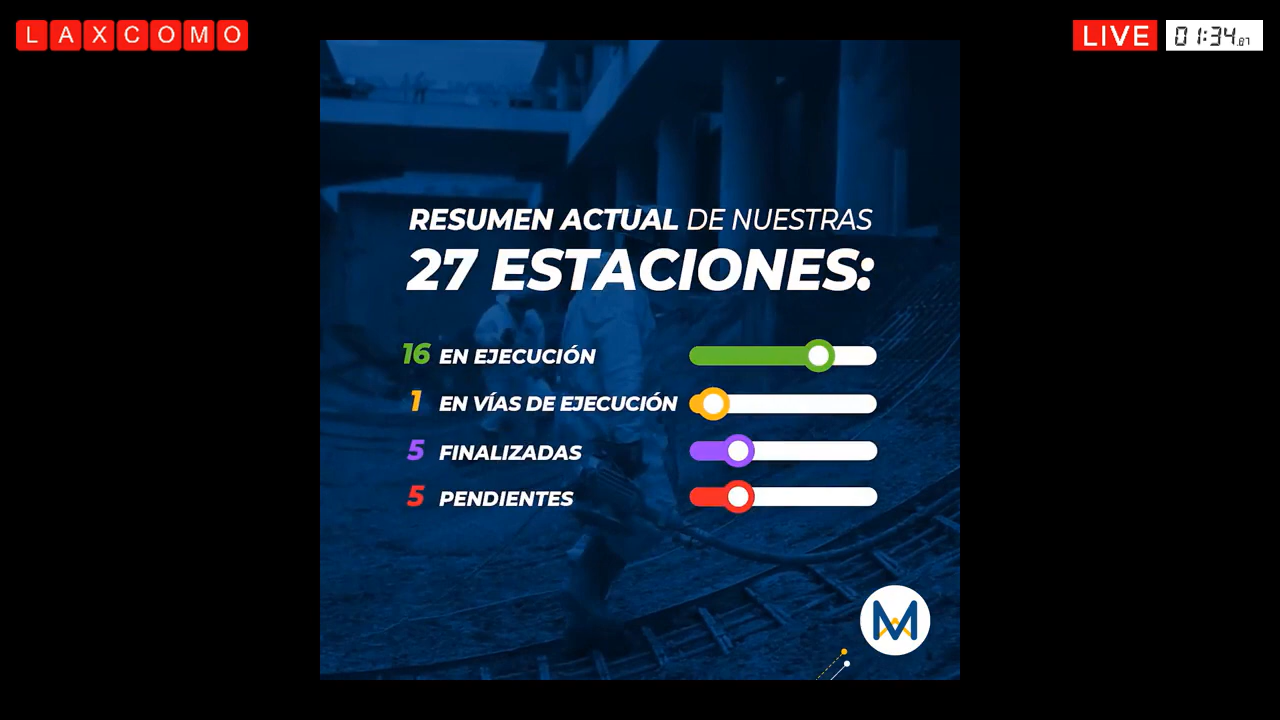 LAXCOMO
LIVE 01:34.87
RESUMEN ACTUAL DE NUESTRAS
27 ESTACIONES:
16 EN EJECUCIÓN
1 EN VÍAS DE EJECUCIÓN
5 FINALIZADAS
5 PENDIENTES
M